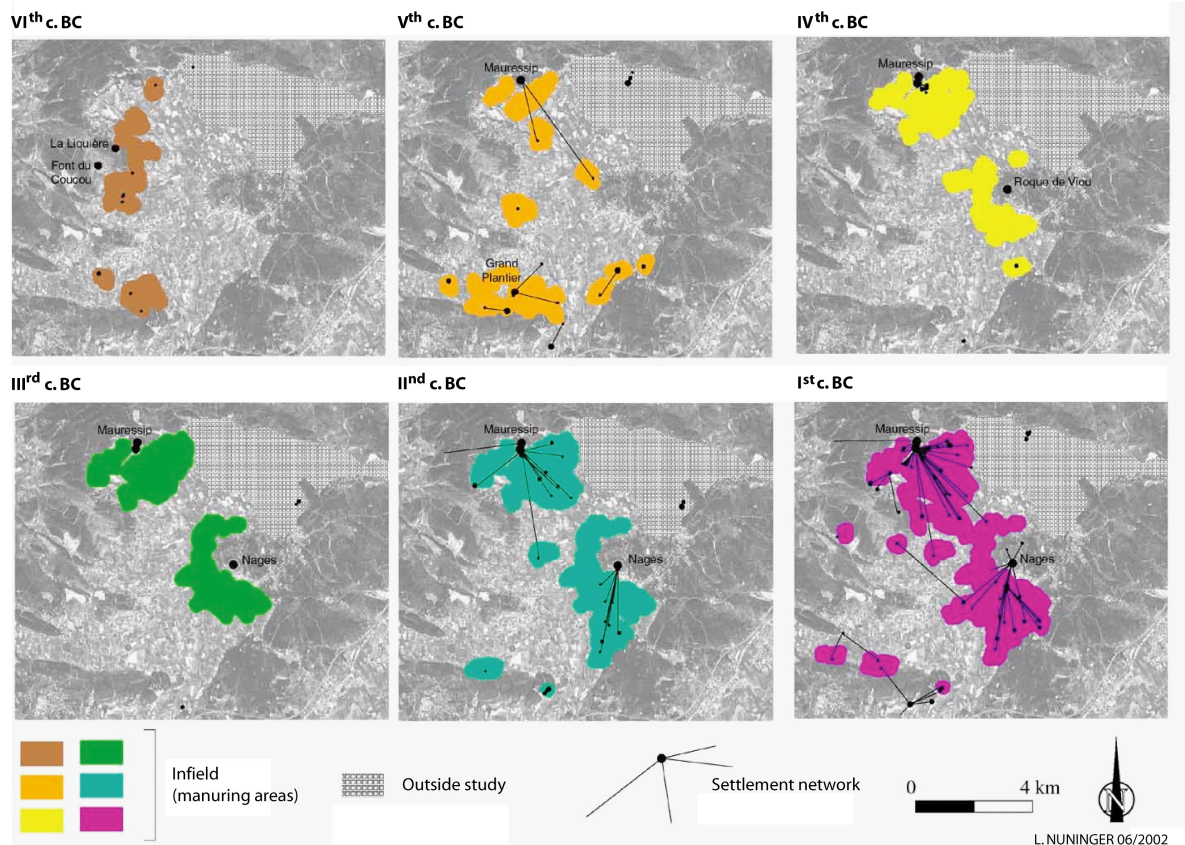 VIth c. BC
Vth c. BC
IVth c. BC
La Liquière
Font du
Coucou
Mauressip
Grand
Plantier
Mauressip
Roque de Viou
IIIrd c. BC
IInd c. BC
Ist c. BC
Mauressip
Nages
Mauressip
Nages
Mauressip
Nages
Infield
(manuring areas)
Outside study
Settlement network
0 4 km
N
L. NUNINGER 06/2002